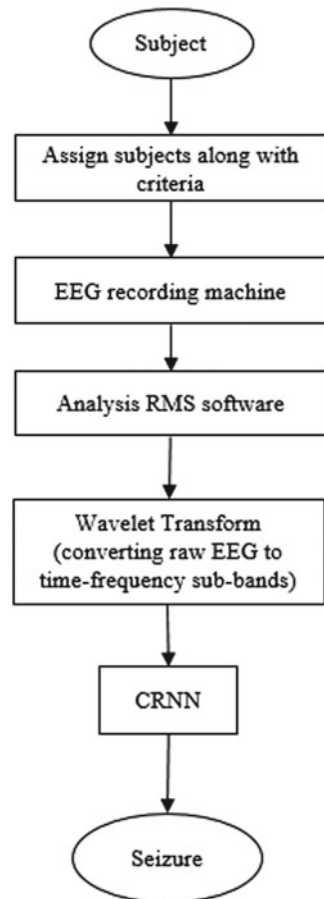 Subject
Assign subjects along with
criteria
EEG recording machine
Analysis RMS software
Wavelet Transform
(converting raw EEG to
time-frequency sub-bands)
CRNN
Seizure